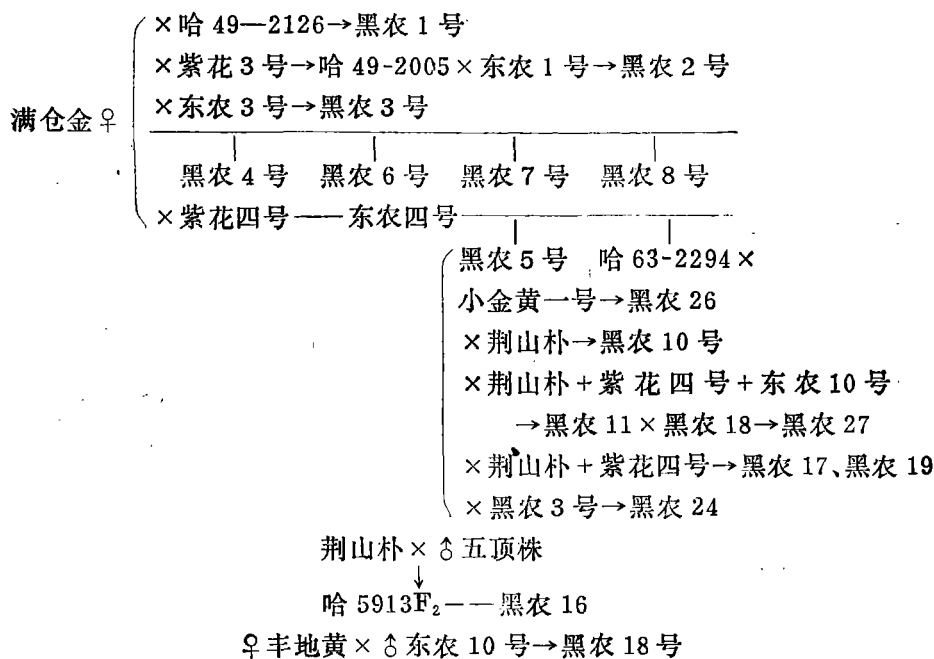 ×哈 49—2126→黑农 1 号
×紫花 3 号→哈 49-2005×东农 1 号→黑农 2 号
满仓金♀ ×东农 3 号→黑农 3 号
黑农 4 号 黑农 6 号 黑农 7 号 黑农 8 号
×紫花四号——东农四号
黑农 5 号 哈 63-2294×
小金黄一号→黑农 26
×荆山朴→黑农 10 号
×荆山朴+紫花四号+东农 10 号
→黑农 11×黑农 18→黑农 27
×荆山朴+紫花四号→黑农 17、黑农 19
×黑农 3 号→黑农 24
荆山朴×♂五顶株
↓
哈 5913F₂——黑农 16
♀丰地黄×♂东农 10 号→黑农 18 号